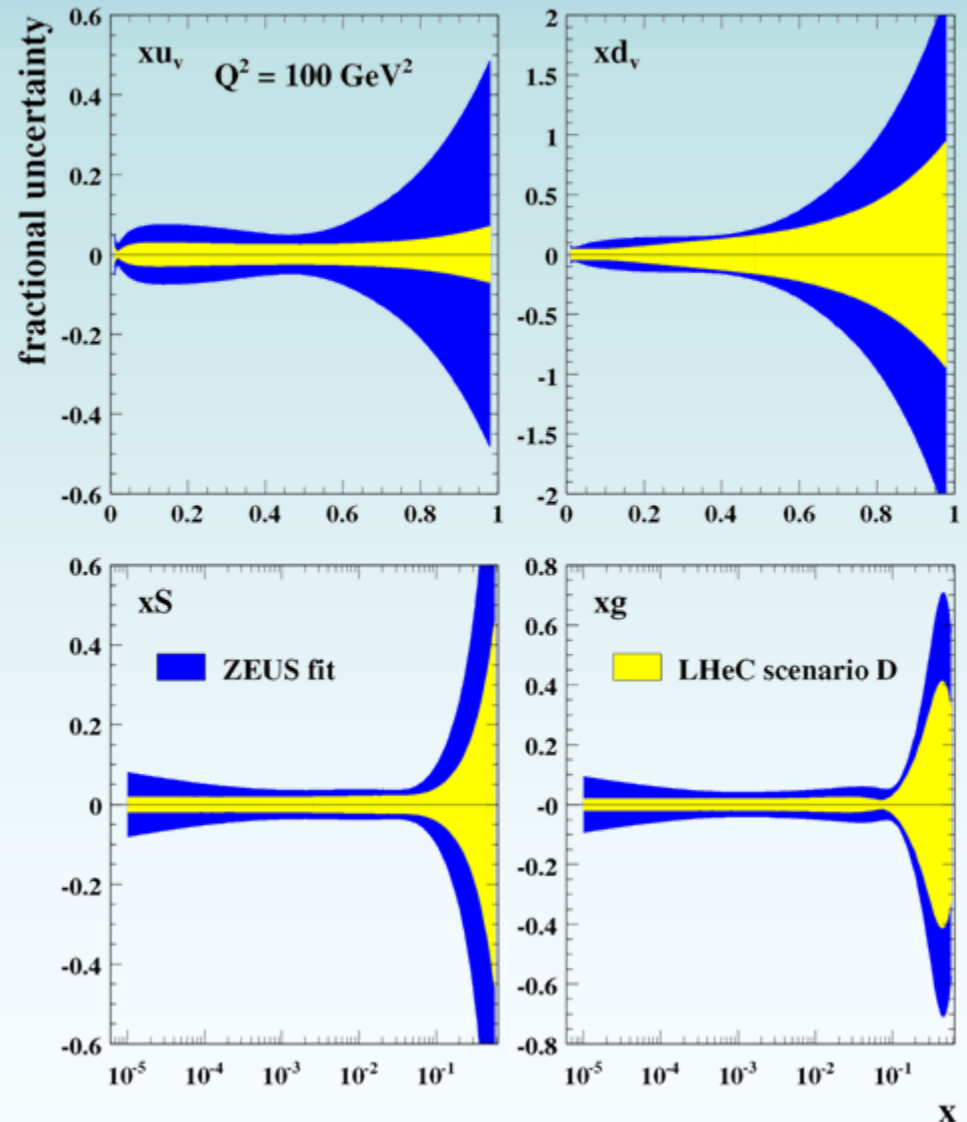 fractional uncertainty
0.6
0.4
0.2
0
-0.2
-0.4
-0.6
xuᵥ
Q² = 100 GeV²
0 0.2 0.4 0.6 0.8 1
2
1.5
1
0.5
0
-0.5
-1
-1.5
-2
xdᵥ
0 0.2 0.4 0.6 0.8 1
0.6
0.4
0.2
0
-0.2
-0.4
-0.6
xS
ZEUS fit
10⁻⁵ 10⁻⁴ 10⁻³ 10⁻² 10⁻¹
0.8
0.6
0.4
0.2
-0
-0.2
-0.4
-0.6
-0.8
xg
LHeC scenario D
10⁻⁵ 10⁻⁴ 10⁻³ 10⁻² 10⁻¹
x